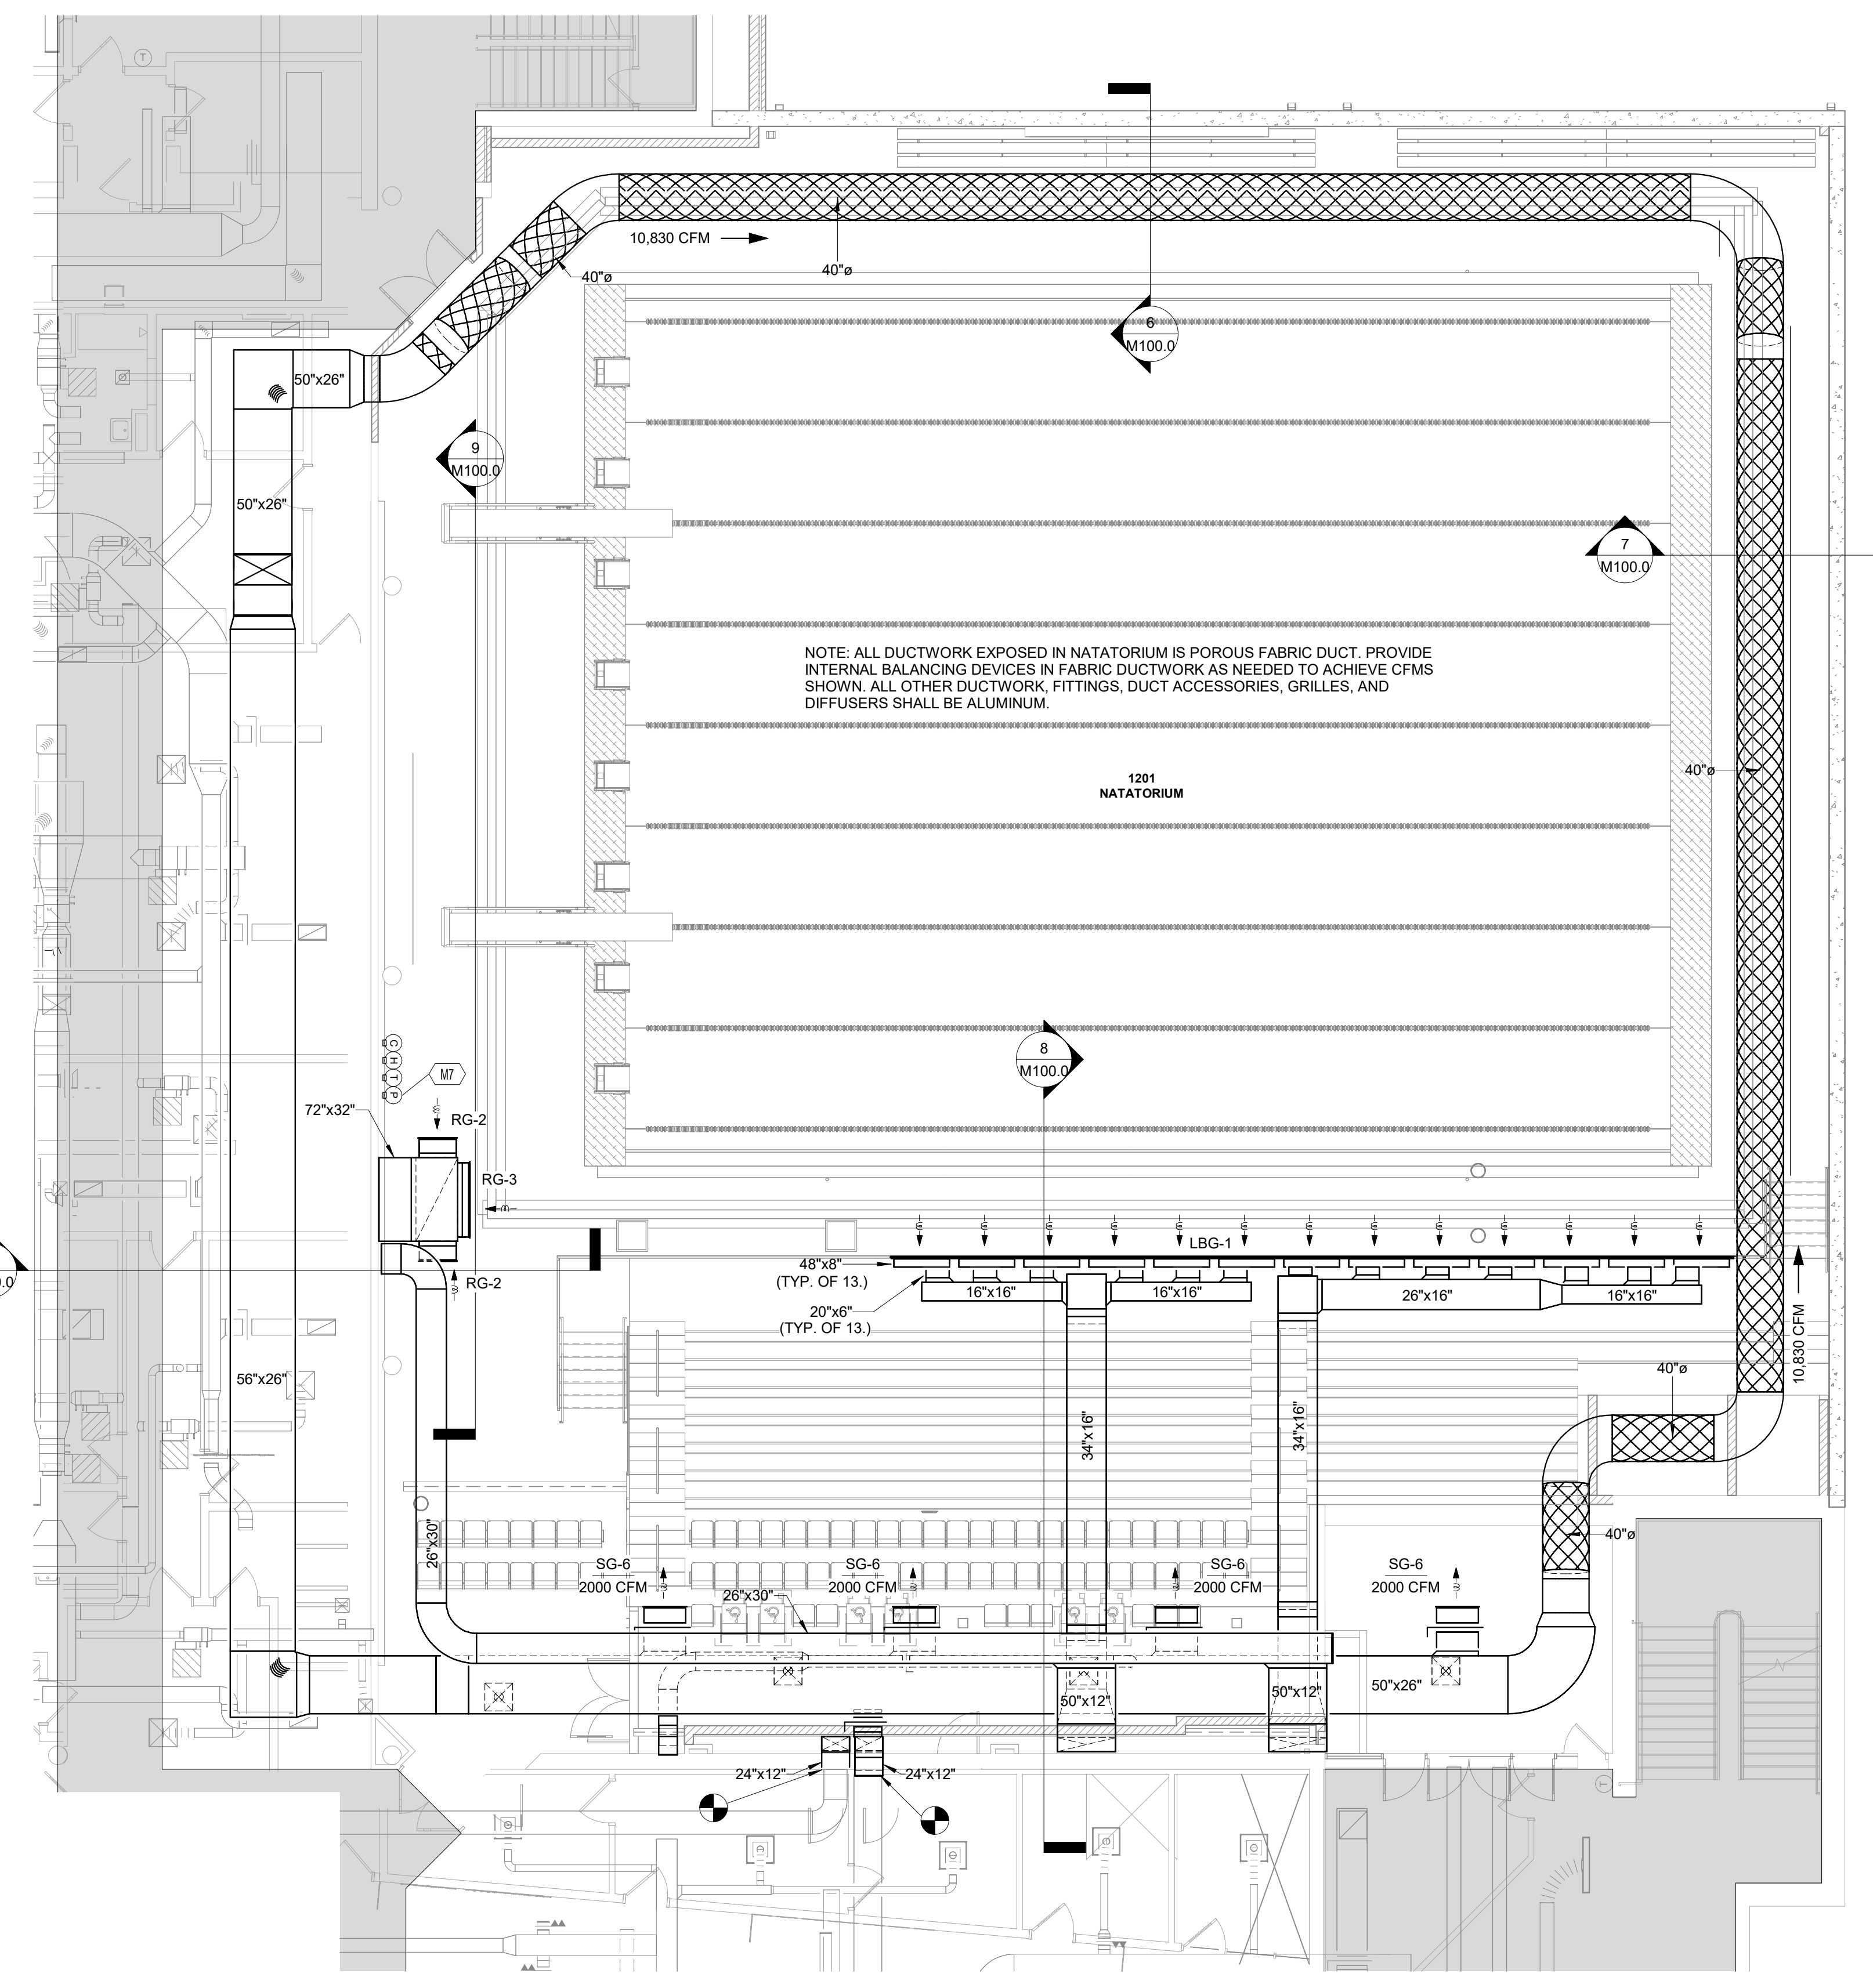 T
10,830 CFM
40"ø
40"ø
6
M100.0
50"x26"
9
M100.0
50"x26"
7
M100.0
NOTE: ALL DUCTWORK EXPOSED IN NATATORIUM IS POROUS FABRIC DUCT. PROVIDE
INTERNAL BALANCING DEVICES IN FABRIC DUCTWORK AS NEEDED TO ACHIEVE CFMS
SHOWN. ALL OTHER DUCTWORK, FITTINGS, DUCT ACCESSORIES, GRILLES, AND
DIFFUSERS SHALL BE ALUMINUM.
40"ø
1201
NATATORIUM
C
H
T
P
M7
8
M100.0
72"x32"
RG-2
RG-3
LBG-1
48"x8"
(TYP. OF 13.)
RG-2
16"x16"
16"x16"
26"x16"
16"x16"
20"x6"
(TYP. OF 13.)
10,830 CFM
0.0
56"x26"
40"ø
34"x16"
34"x16"
26"x30"
40"ø
SG-6
2000 CFM
SG-6
2000 CFM
SG-6
2000 CFM
SG-6
2000 CFM
26"x30"
50"x12"
50"x12"
50"x26"
24"x12"
24"x12"
T